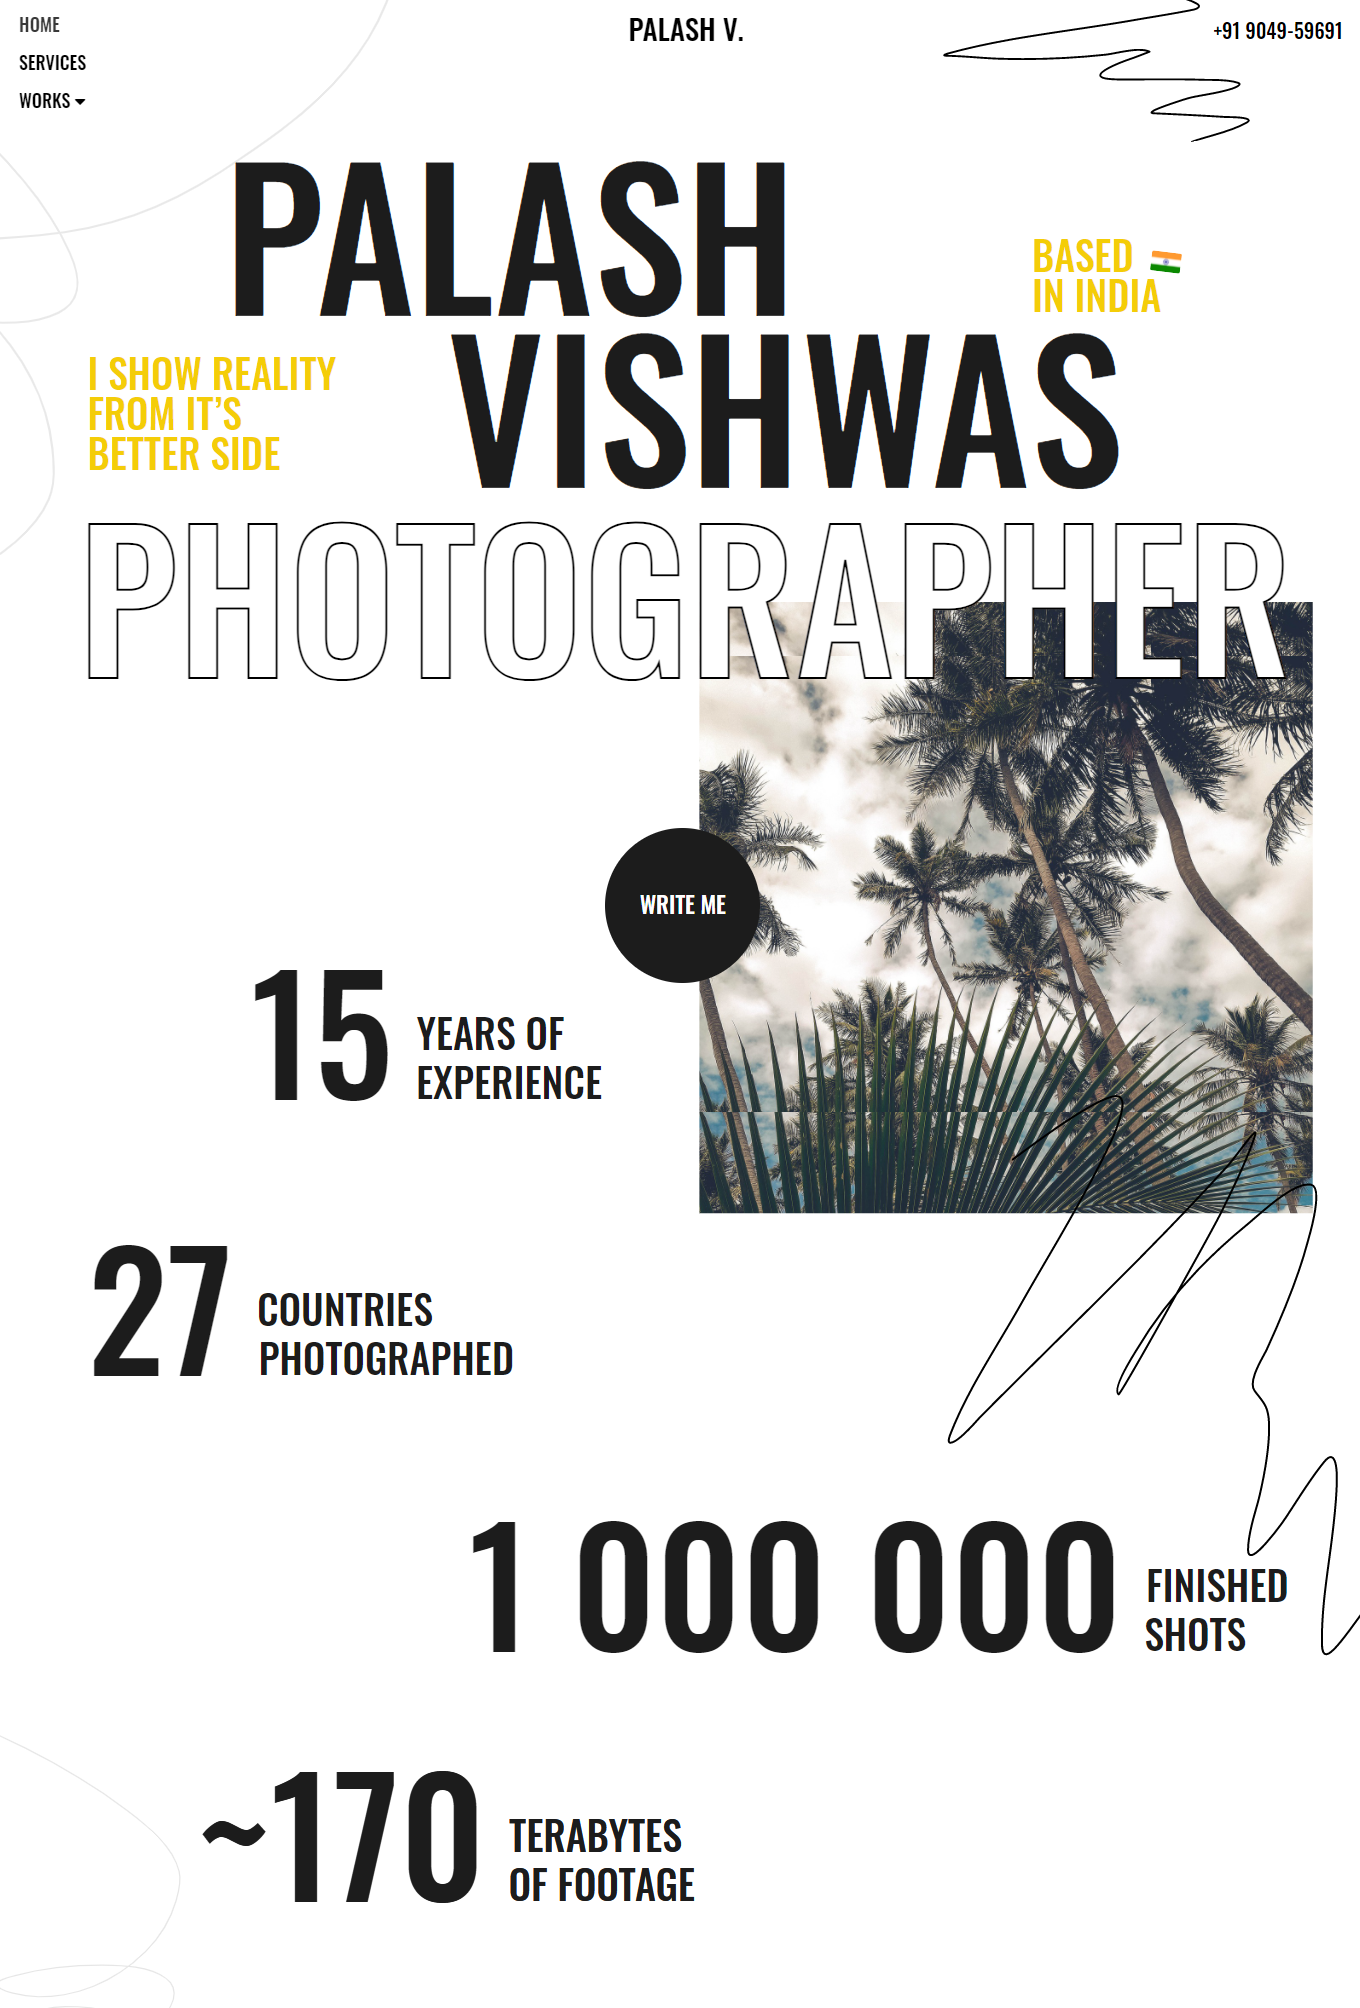 HOME
SERVICES
WORKS
PALASH V.
+91 9049-59691
PALASH
VISHWAS
BASED
IN INDIA
I SHOW REALITY
FROM IT’S
BETTER SIDE
PHOTOGRAPHER
WRITE ME
15
YEARS OF
EXPERIENCE
27
COUNTRIES
PHOTOGRAPHED
1 000 000
FINISHED
SHOTS
~170
TERABYTES
OF FOOTAGE